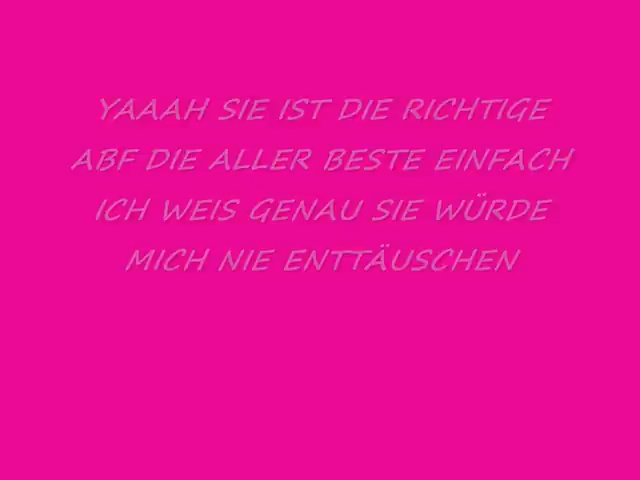 YAAAH SIE IST DIE RICHTIGE
ABF DIE ALLER BESTE EINFACH
ICH WEIS GENAU SIE WÜRDE
MICH NIE ENTTÄUSCHEN